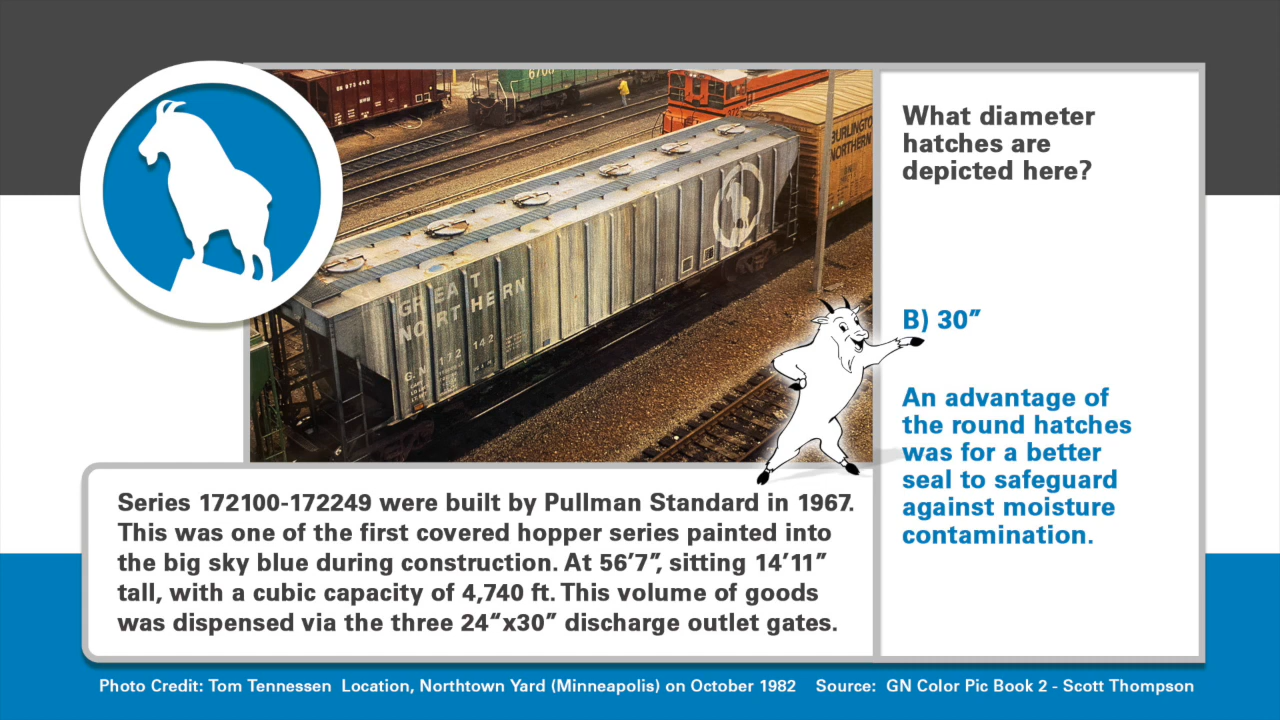 What diameter
hatches are
depicted here?
B) 30”
An advantage of
the round hatches
was for a better
seal to safeguard
against moisture
contamination.
6700
BURLINGTON
NORTHERN
GREAT
NORTHERN
G.N 172 142
Series 172100-172249 were built by Pullman Standard in 1967.
This was one of the first covered hopper series painted into
the big sky blue during construction. At 56’7”, sitting 14’11”
tall, with a cubic capacity of 4,740 ft. This volume of goods
was dispensed via the three 24“x30” discharge outlet gates.
Photo Credit: Tom Tennessen Location, Northtown Yard (Minneapolis) on October 1982 Source: GN Color Pic Book 2 - Scott Thompson